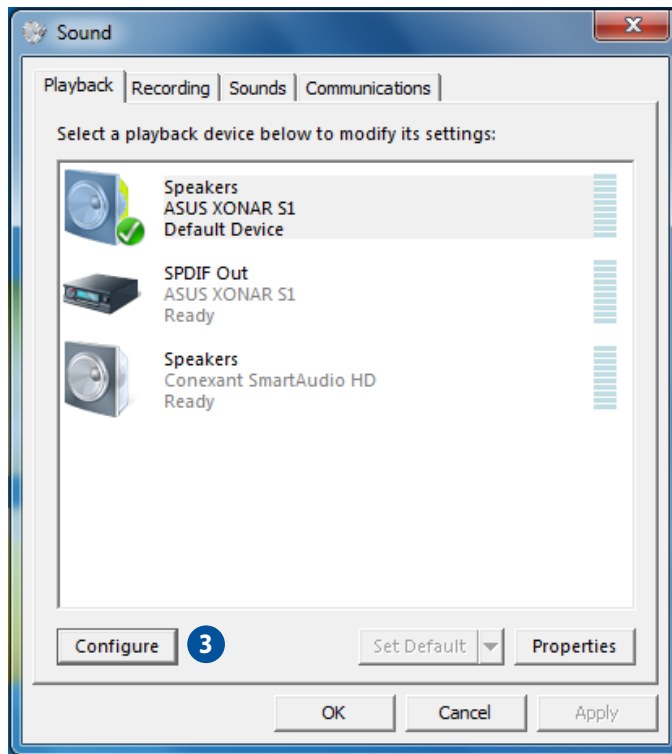 Sound
Playback Recording Sounds Communications
Select a playback device below to modify its settings:
Speakers
ASUS XONAR S1
Default Device
SPDIF Out
ASUS XONAR S1
Ready
Speakers
Conexant SmartAudio HD
Ready
Configure 3 Set Default Properties
OK Cancel Apply